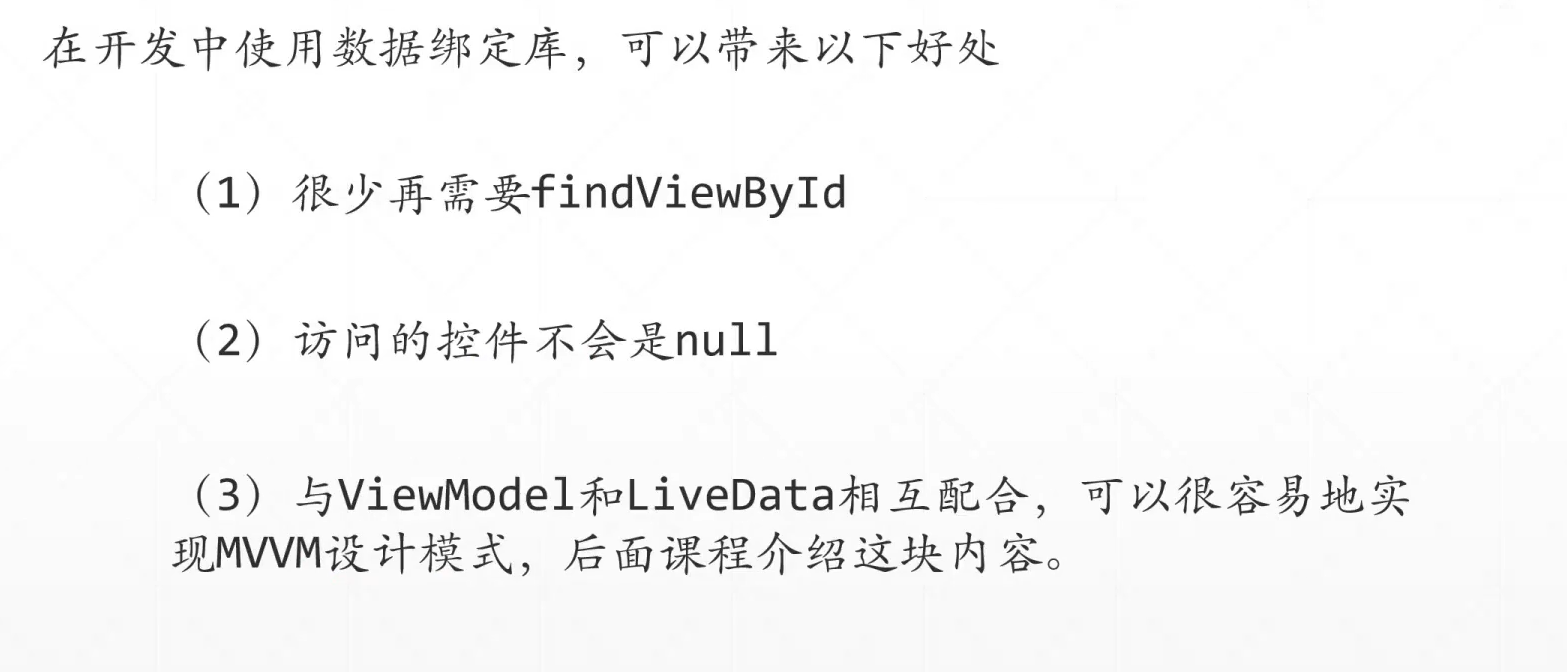 在开发中使用数据绑定库，可以带来以下好处
（1）很少再需要findViewById
（2）访问的控件不会是null
（3）与ViewModel和LiveData相互配合，可以很容易地实
现MVVM设计模式，后面课程介绍这块内容。